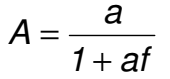 A = a / (1 + af)